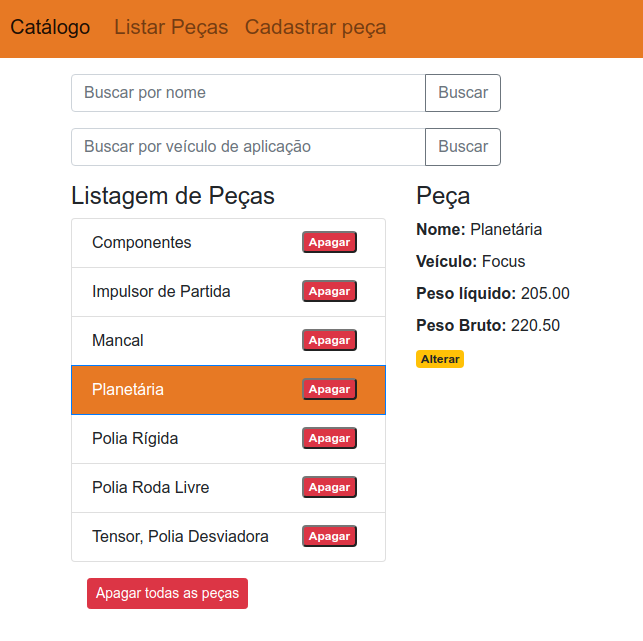 Catálogo Listar Peças Cadastrar peça
Buscar por nome Buscar
Buscar por veículo de aplicação Buscar
Listagem de Peças
Componentes Apagar
Impulsor de Partida Apagar
Mancal Apagar
Planetária Apagar
Polia Rígida Apagar
Polia Roda Livre Apagar
Tensor, Polia Desviadora Apagar
Apagar todas as peças
Peça
Nome: Planetária
Veículo: Focus
Peso líquido: 205.00
Peso Bruto: 220.50
Alterar